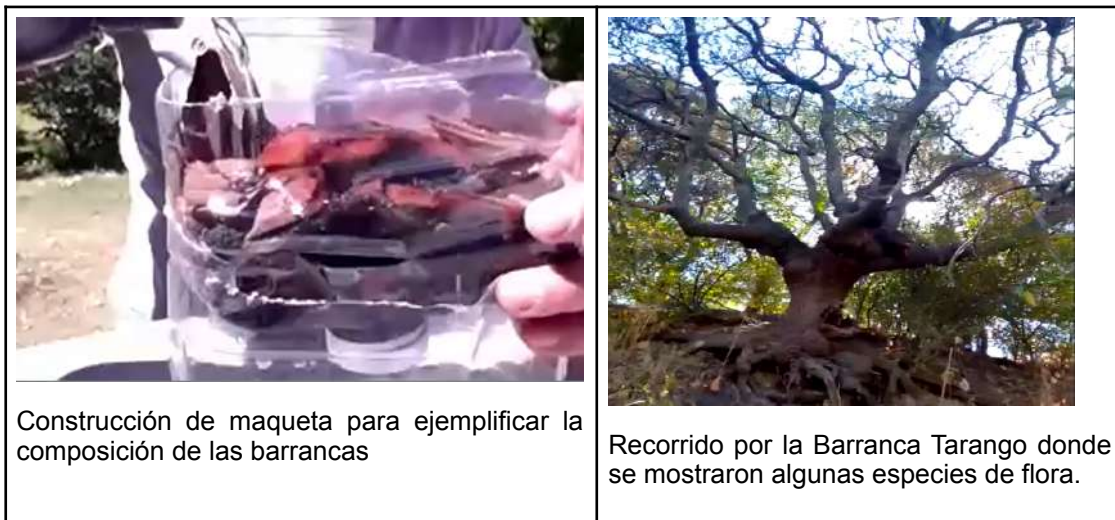 Construcción de maqueta para ejemplificar la
composición de las barrancas
Recorrido por la Barranca Tarango donde
se mostraron algunas especies de flora.